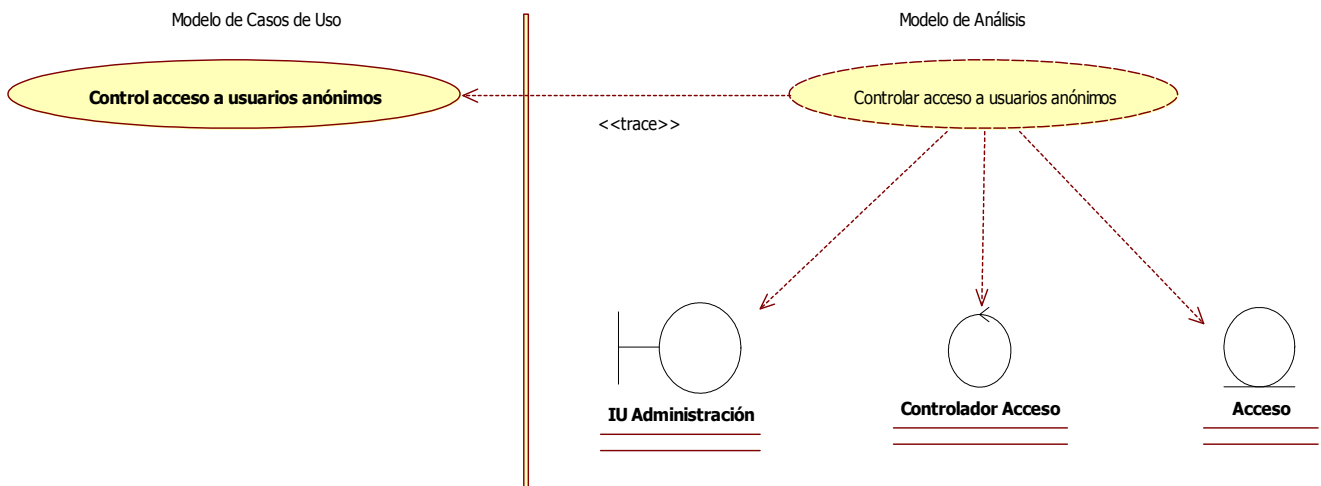 Modelo de Casos de Uso
Modelo de Análisis
Control acceso a usuarios anónimos
Controlar acceso a usuarios anónimos
<<trace>>
IU Administración
Controlador Acceso
Acceso